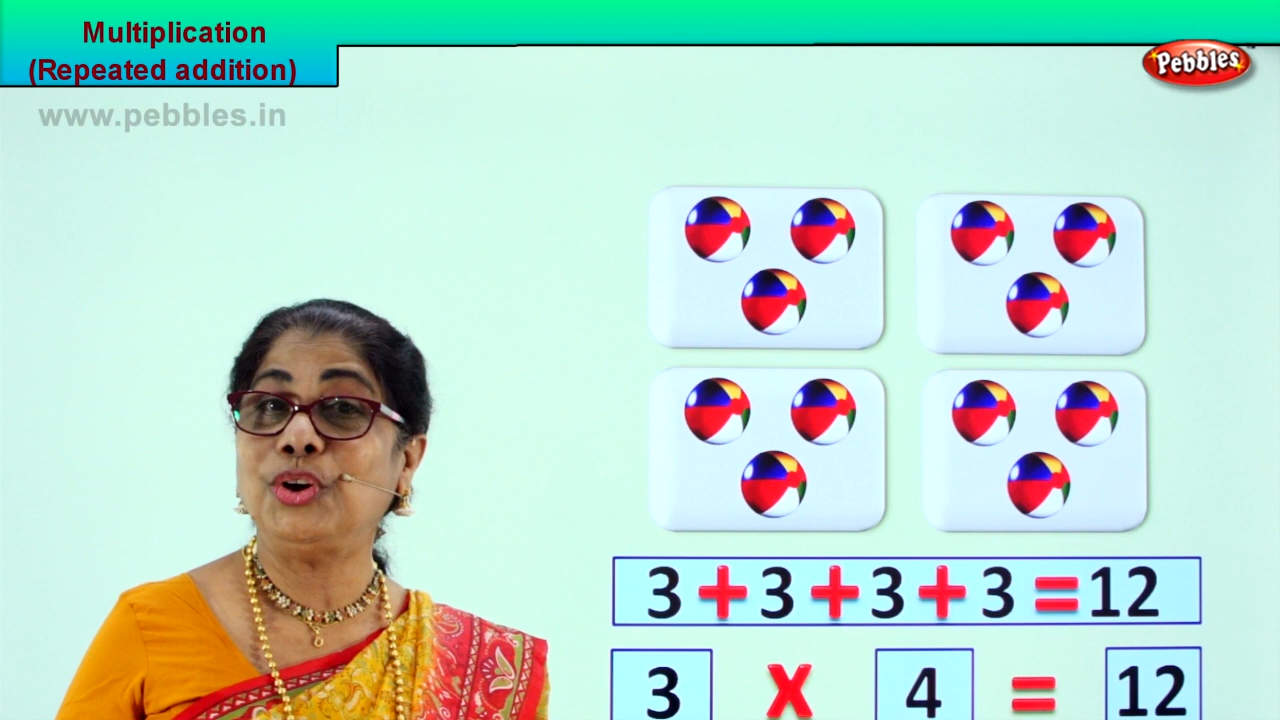 Multiplication
(Repeated addition)
Pebbles
www.pebbles.in
3 + 3 + 3 + 3 = 12
3 x 4 = 12